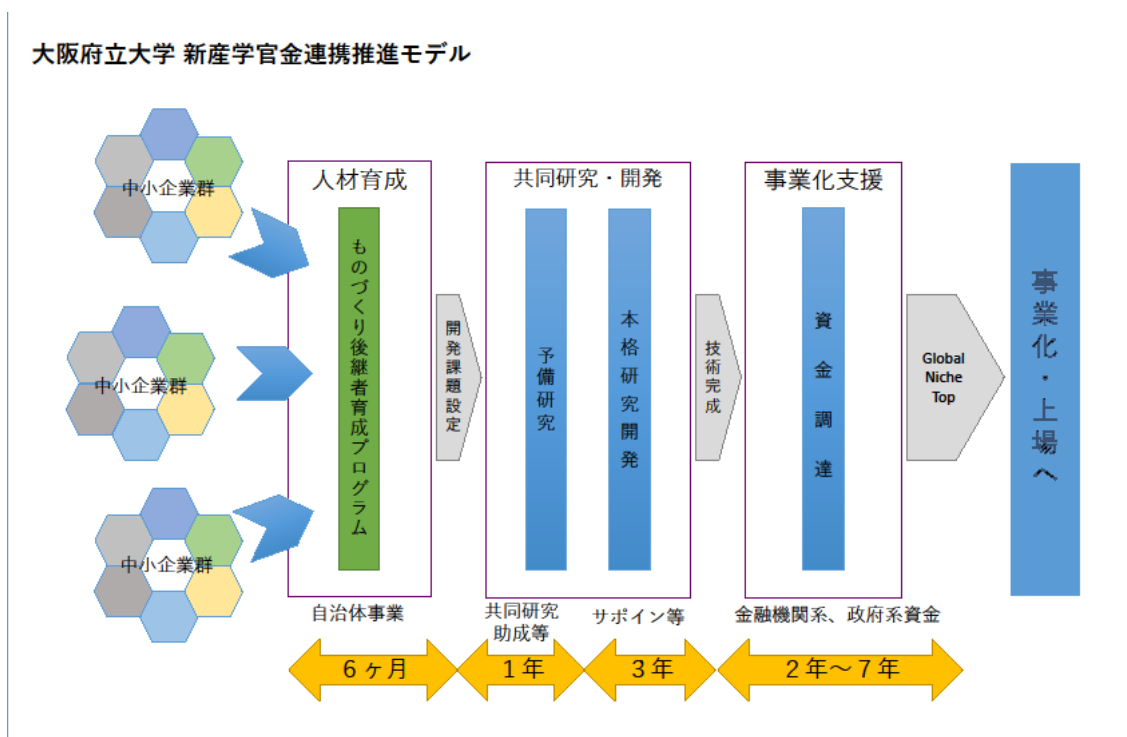 大阪府立大学 新産学官金連携推進モデル
中小企業群
中小企業群
中小企業群
人材育成
ものづくり後継者育成プログラム
自治体事業
6ヶ月
開発課題設定
共同研究・開発
予備研究
本格研究開発
共同研究
助成等
サポイン等
1年
3年
技術完成
事業化支援
資金調達
金融機関系、政府系資金
2年～7年
Global
Niche
Top
事業化・上場へ